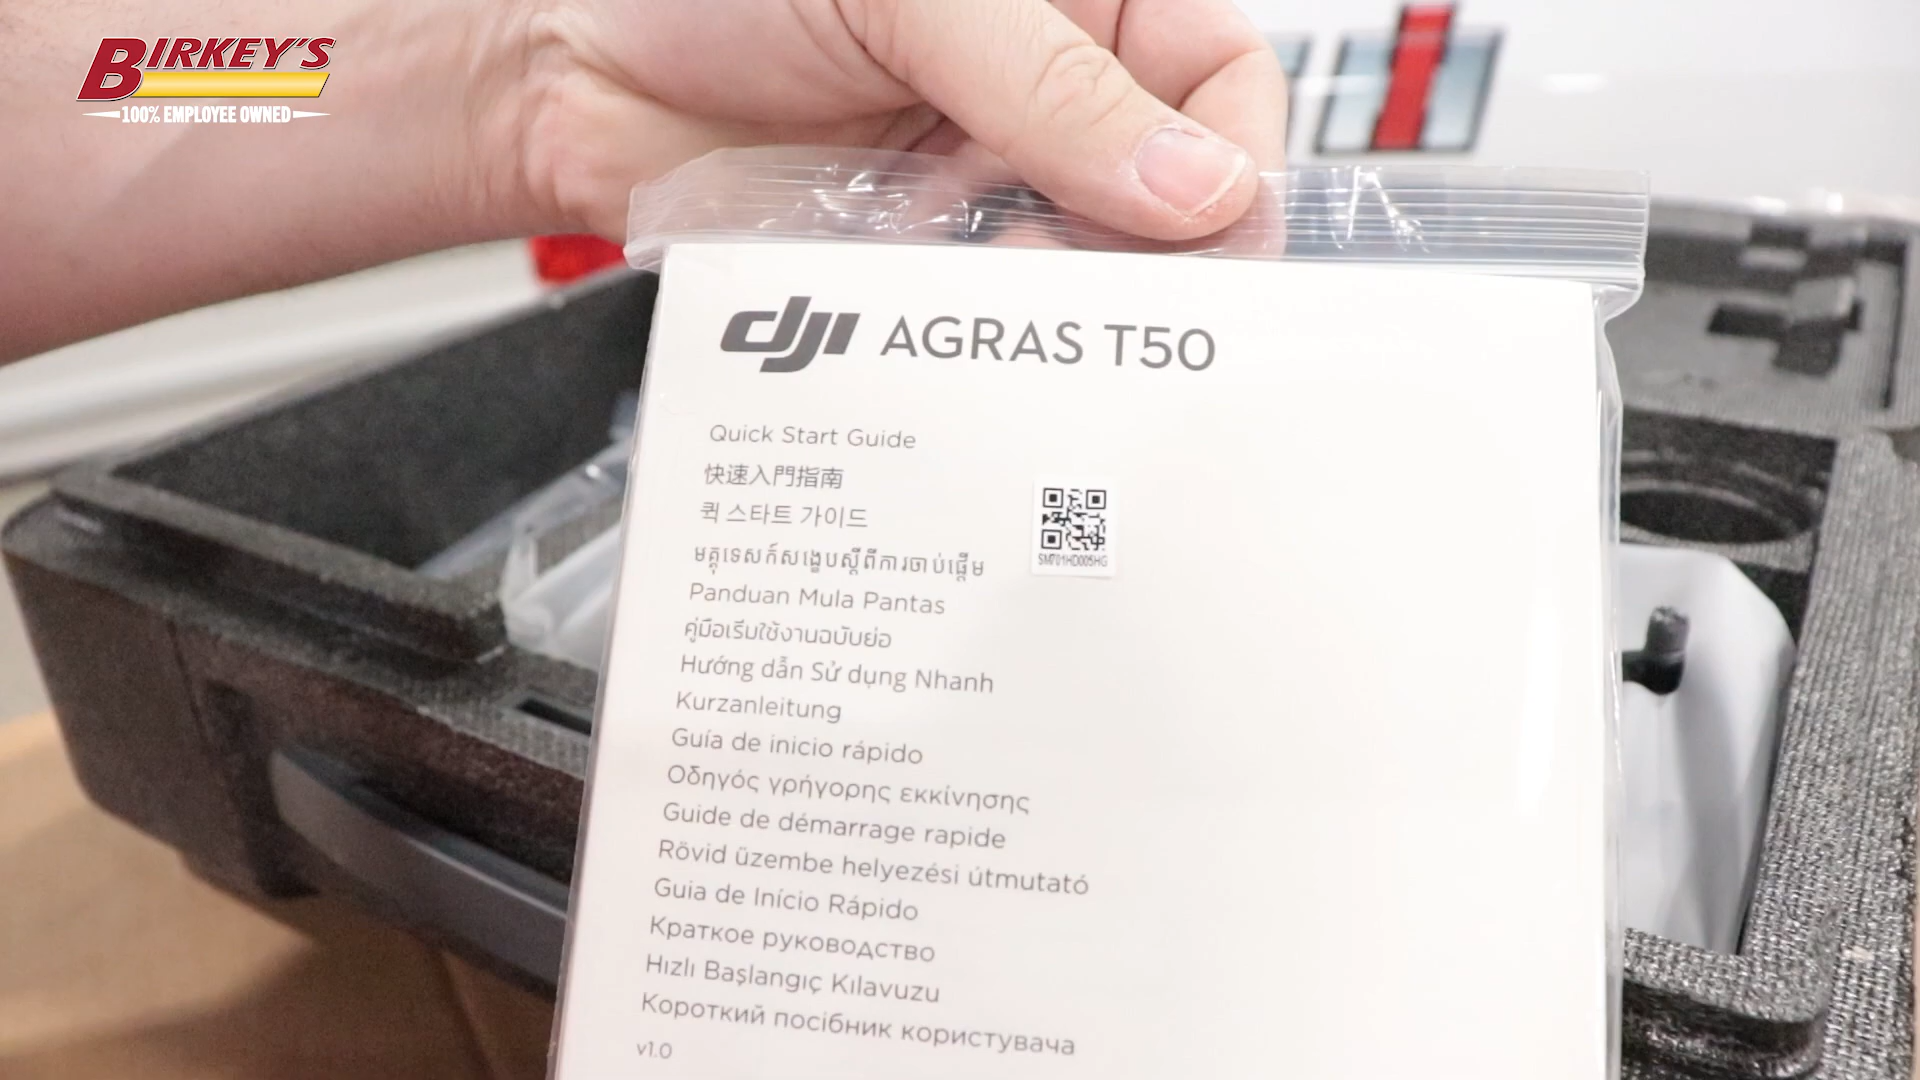 BIRKEY'S
100% EMPLOYEE OWNED
dji AGRAS T50
Quick Start Guide
快速入門指南
퀵 스타트 가이드
មគ្គុទេសក៍សង្ខេបស្តីពីការចាប់ផ្តើម
Panduan Mula Pantas
คู่มือเริ่มใช้งานฉบับย่อ
Hướng dẫn Sử dụng Nhanh
Kurzanleitung
Guía de inicio rápido
Οδηγός γρήγορης εκκίνησης
Guide de démarrage rapide
Rövid üzembe helyezési útmutató
Guia de Início Rápido
Краткое руководство
Hızlı Başlangıç Kılavuzu
Короткий посібник користувача
v1.0
SM701HD005HG